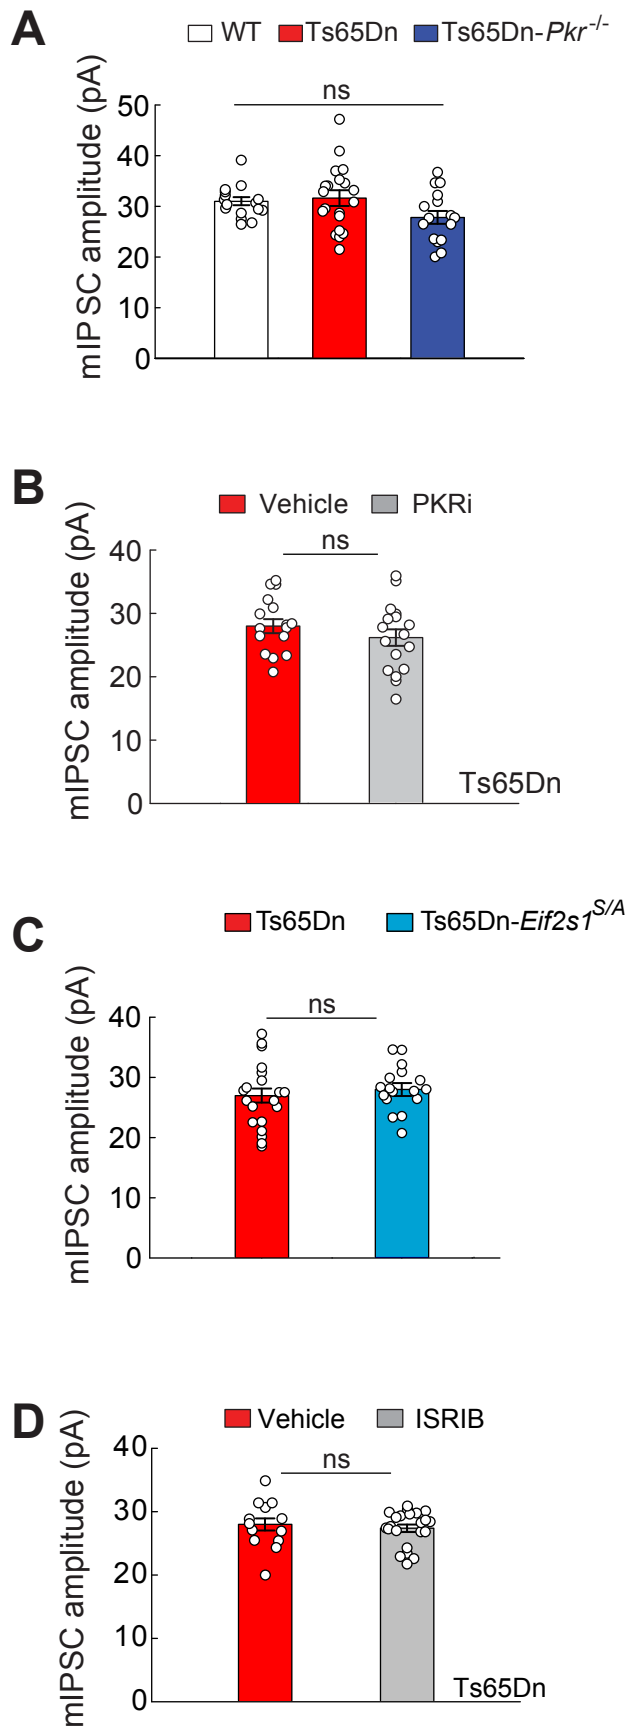 A
WT Ts65Dn Ts65Dn-Pkr-/-
mIPSC amplitude (pA)
ns
50
40
30
20
10
0
B
Vehicle PKRi
mIPSC amplitude (pA)
ns
40
30
20
10
0
Ts65Dn
C
Ts65Dn Ts65Dn-Eif2s1S/A
mIPSC amplitude (pA)
ns
40
30
20
10
0
D
Vehicle ISRIB
mIPSC amplitude (pA)
ns
40
30
20
10
0
Ts65Dn